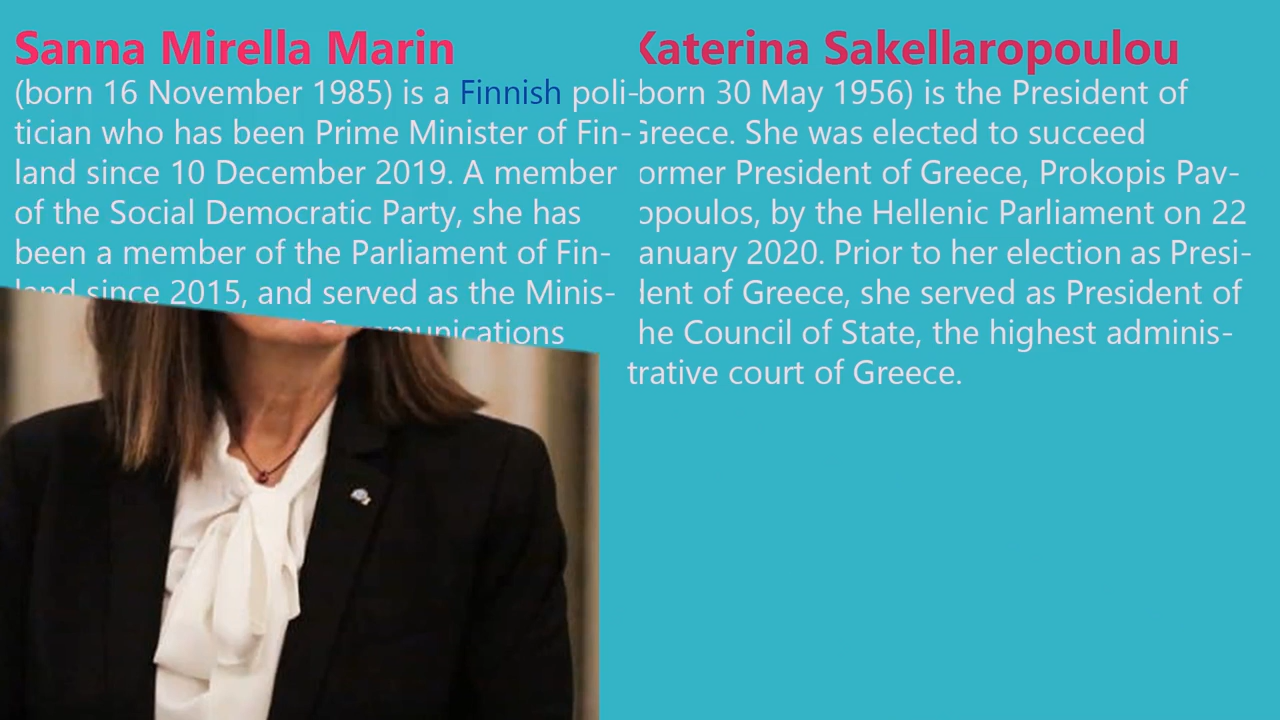 Sanna Mirella Marin
(born 16 November 1985) is a Finnish poli-
tician who has been Prime Minister of Fin-
land since 10 December 2019. A member
of the Social Democratic Party, she has
been a member of the Parliament of Fin-
land since 2015, and served as the Minis-
Communications
Katerina Sakellaropoulou
born 30 May 1956) is the President of
Greece. She was elected to succeed
ormer President of Greece, Prokopis Pav-
opoulos, by the Hellenic Parliament on 22
anuary 2020. Prior to her election as Presi-
dent of Greece, she served as President of
he Council of State, the highest adminis-
trative court of Greece.